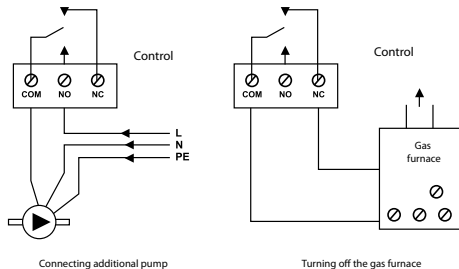 Control
COM NO NC
L
N
PE
Connecting additional pump
Control
COM NO NC
Gas
furnace
Turning off the gas furnace